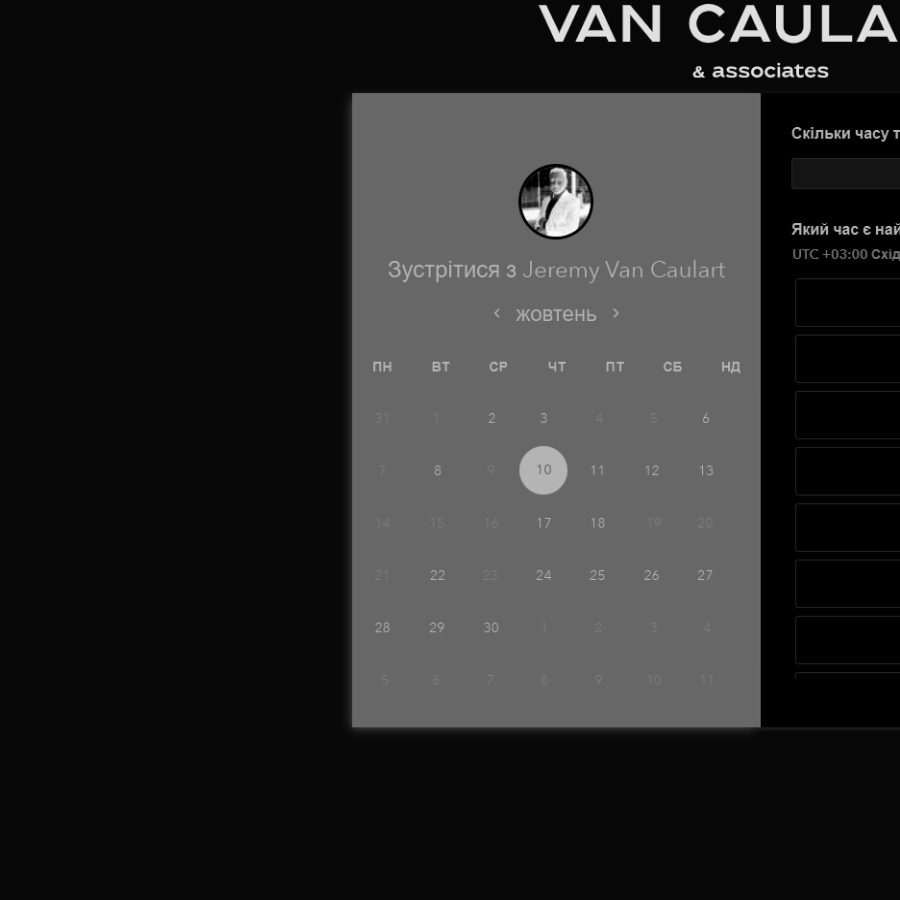 VAN CAULA
& associates
Зустрітися з Jeremy Van Caulart
жовтень
ПН ВТ СР ЧТ ПТ СБ НД
31 1 2 3 4 5 6
7 8 9 10 11 12 13
14 15 16 17 18 19 20
21 22 23 24 25 26 27
28 29 30 1 2 3 4
5 6 7 8 9 10 11
Скільки часу т
Який час є най
UTC +03:00 Схід